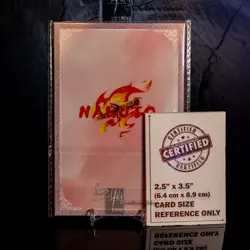 NARUTO
CERTIFIED
CERTIFIED
CERTIFIED
2.5" x 3.5"
(6.4 cm x 8.9 cm)
CARD SIZE
REFERENCE ONLY